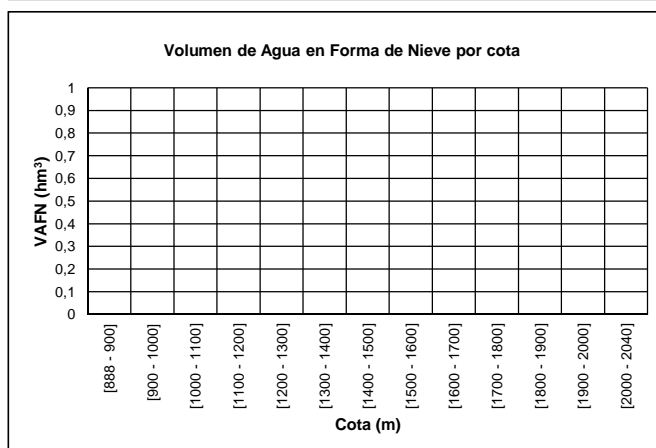 Volumen de Agua en Forma de Nieve por cota
VAFN (hm³)
1
0,9
0,8
0,7
0,6
0,5
0,4
0,3
0,2
0,1
0
[888 - 900]
[900 - 1000]
[1000 - 1100]
[1100 - 1200]
[1200 - 1300]
[1300 - 1400]
[1400 - 1500]
[1500 - 1600]
[1600 - 1700]
[1700 - 1800]
[1800 - 1900]
[1900 - 2000]
[2000 - 2040]
Cota (m)